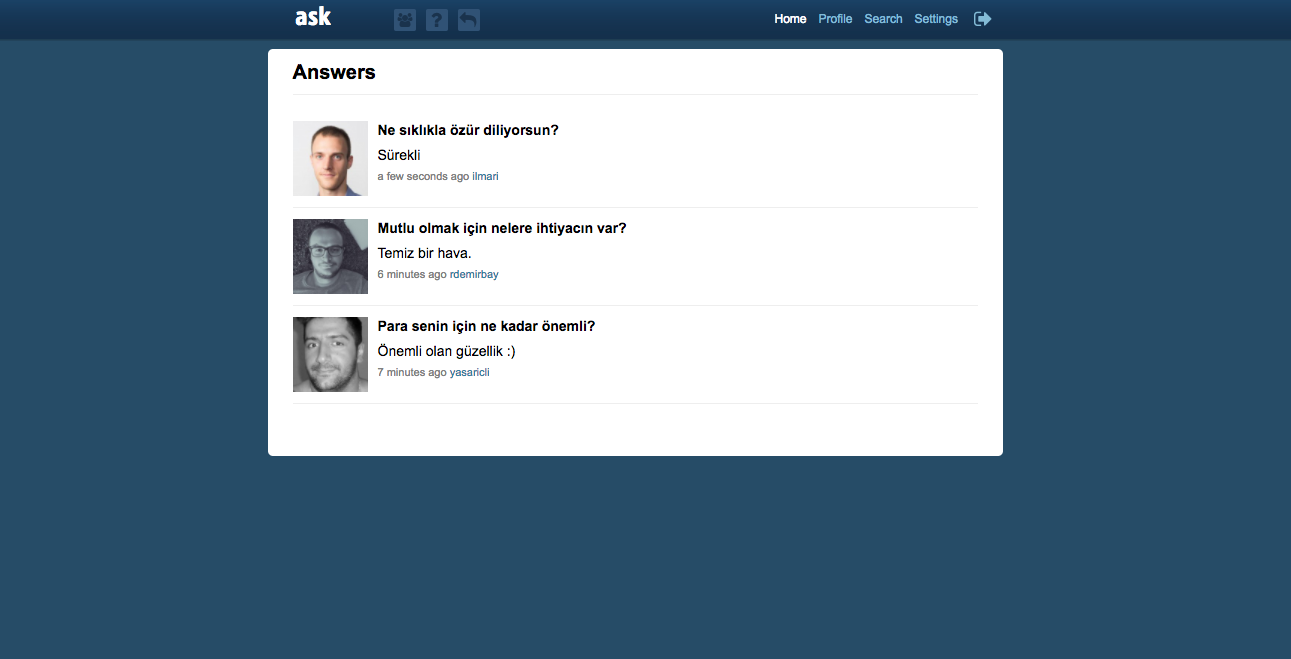 ask
?
Home Profile Search Settings
Answers
Ne sıklıkla özür diliyorsun?
Sürekli
a few seconds ago ilmari
Mutlu olmak için nelere ihtiyacın var?
Temiz bir hava.
6 minutes ago rdemirbay
Para senin için ne kadar önemli?
Önemli olan güzellik :)
7 minutes ago yasaricli